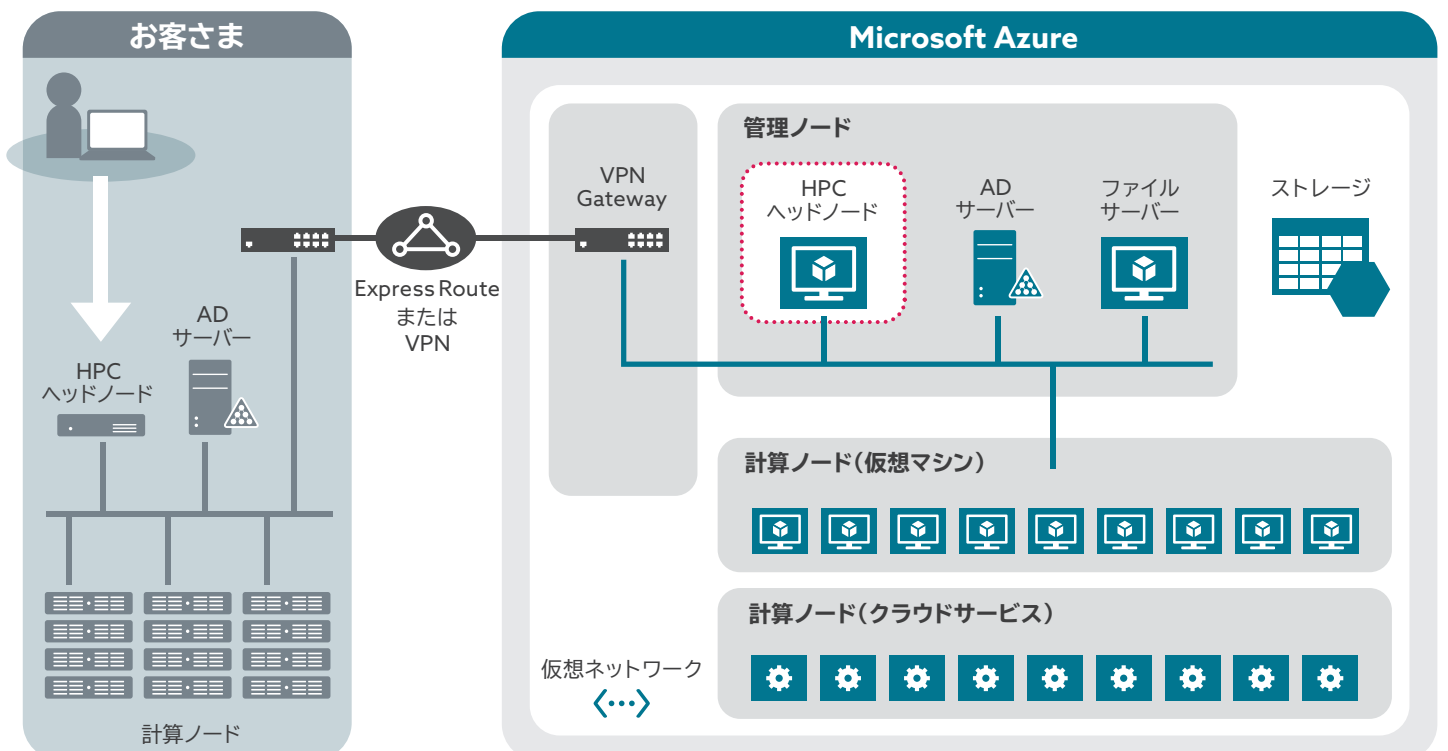 お客さま
HPC
ヘッドノード
AD
サーバー
計算ノード
Express Route
または
VPN
Microsoft Azure
VPN
Gateway
管理ノード
HPC
ヘッドノード
AD
サーバー
ファイル
サーバー
ストレージ
計算ノード(仮想マシン)
計算ノード(クラウドサービス)
仮想ネットワーク